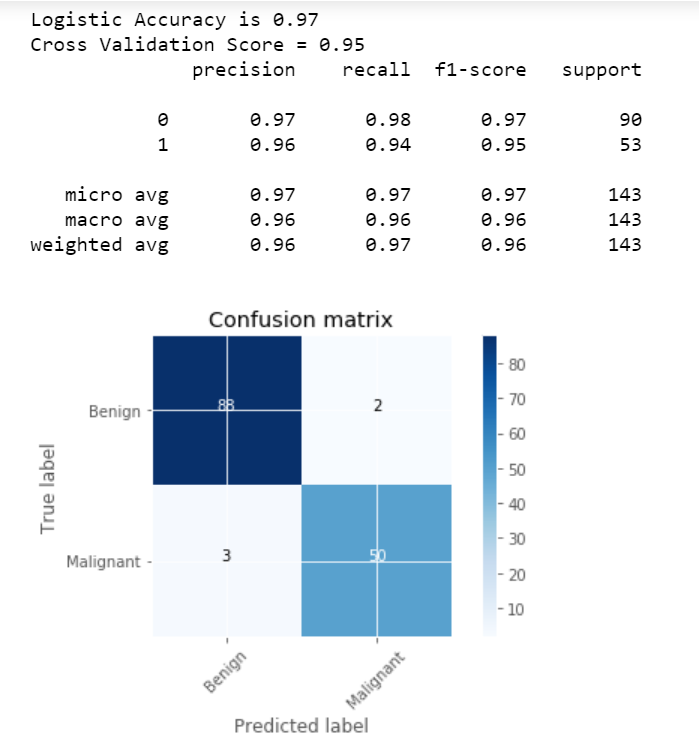 Logistic Accuracy is 0.97
Cross Validation Score = 0.95
precision recall f1-score support
0 0.97 0.98 0.97 90
1 0.96 0.94 0.95 53
micro avg 0.97 0.97 0.97 143
macro avg 0.96 0.96 0.96 143
weighted avg 0.96 0.97 0.96 143
Confusion matrix
True label
Benign
88 2
Malignant
3 50
Benign
Malignant
Predicted label
80
70
60
50
40
30
20
10